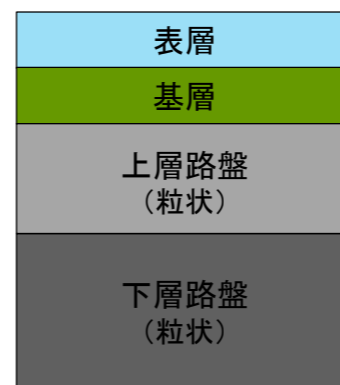 表層
基層
上層路盤
（粒状）
下層路盤
（粒状）